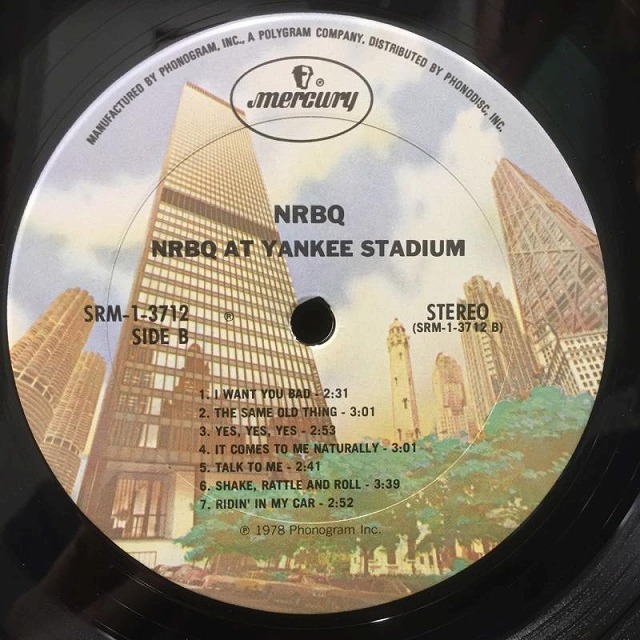 MANUFACTURED BY PHONOGRAM, INC., A POLYGRAM COMPANY. DISTRIBUTED BY PHONODISC, INC.
mercury ®
NRBQ
NRBQ AT YANKEE STADIUM
SRM-1-3712
SIDE B
℗
STEREO
(SRM-1-3712 B)
1. I WANT YOU BAD - 2:31
2. THE SAME OLD THING - 3:01
3. YES, YES, YES - 2:53
4. IT COMES TO ME NATURALLY - 3:01
5. TALK TO ME - 2:41
6. SHAKE, RATTLE AND ROLL - 3:39
7. RIDIN' IN MY CAR - 2:52
℗ 1978 Phonogram Inc.